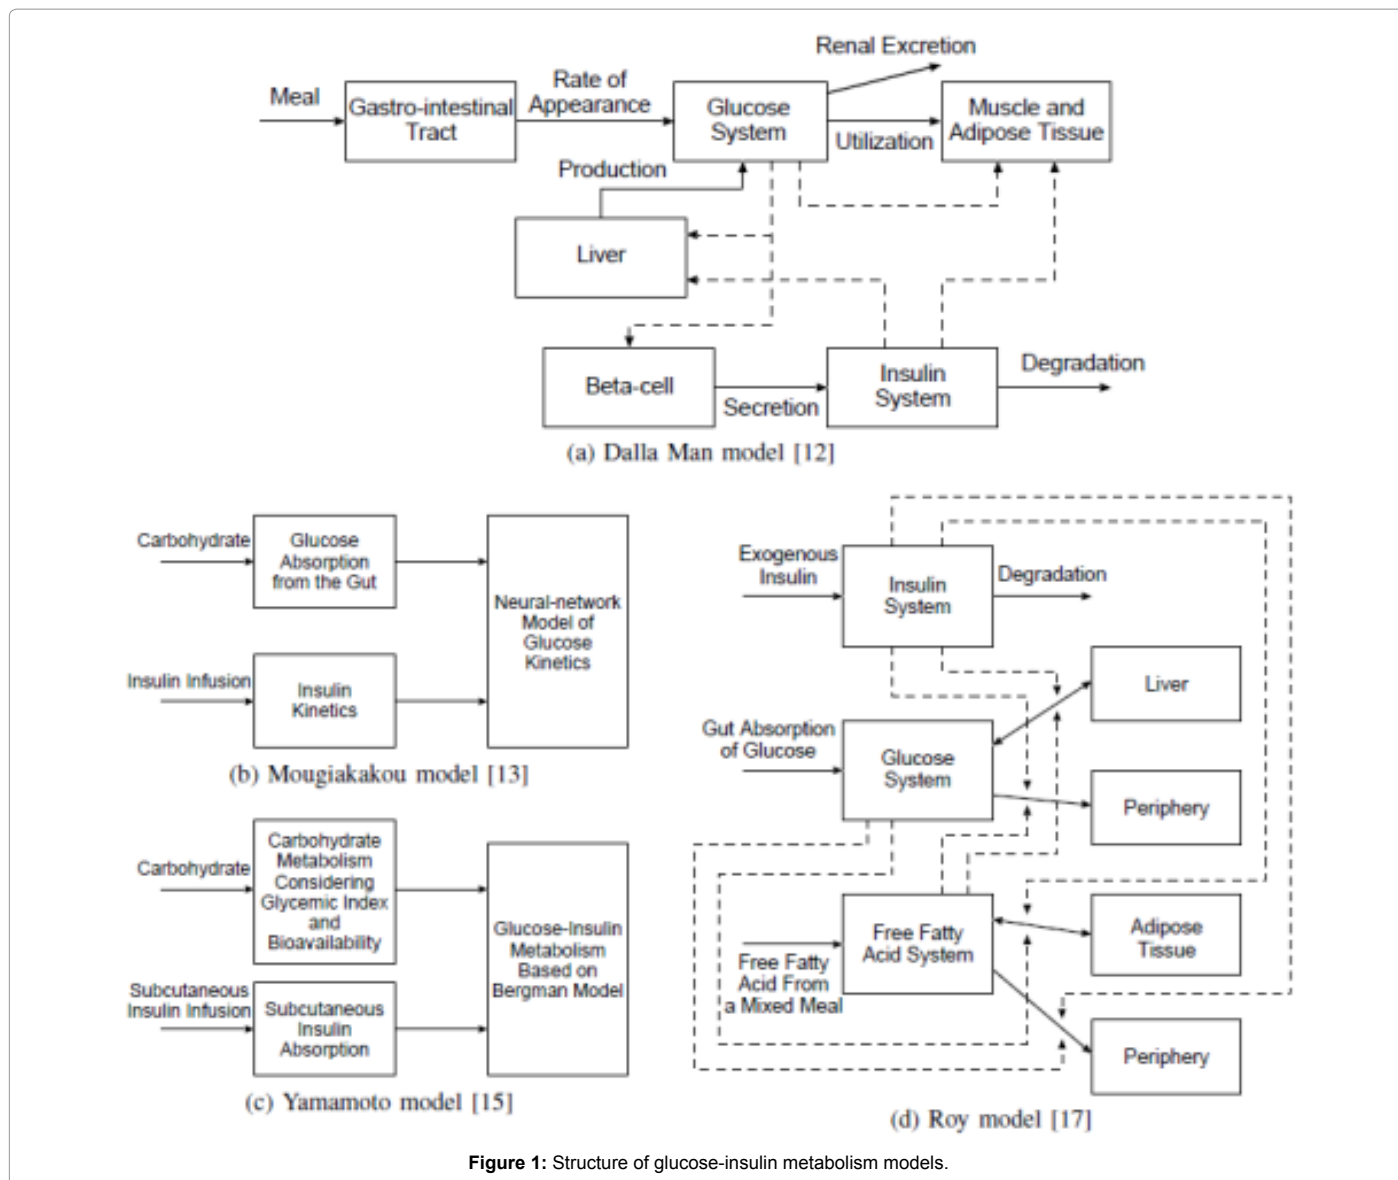 Renal Excretion
Meal
Gastro-intestinal
Tract
Rate of
Appearance
Glucose
System
Utilization
Muscle and
Adipose Tissue
Production
Liver
Beta-cell
Secretion
Insulin
System
Degradation
(a) Dalla Man model [12]
Carbohydrate
Glucose
Absorption
from the Gut
Neural-network
Model of
Glucose
Kinetics
Insulin Infusion
Insulin
Kinetics
(b) Mougiakakou model [13]
Carbohydrate
Carbohydrate
Metabolism
Considering
Glycemic Index
and
Bioavailability
Glucose-Insulin
Metabolism
Based on
Bergman Model
Subcutaneous
Insulin Infusion
Subcutaneous
Insulin
Absorption
(c) Yamamoto model [15]
Exogenous
Insulin
Insulin
System
Degradation
Liver
Gut Absorption
of Glucose
Glucose
System
Periphery
Free Fatty
Acid System
Adipose
Tissue
Free Fatty
Acid From
a Mixed Meal
Periphery
(d) Roy model [17]
Figure 1: Structure of glucose-insulin metabolism models.